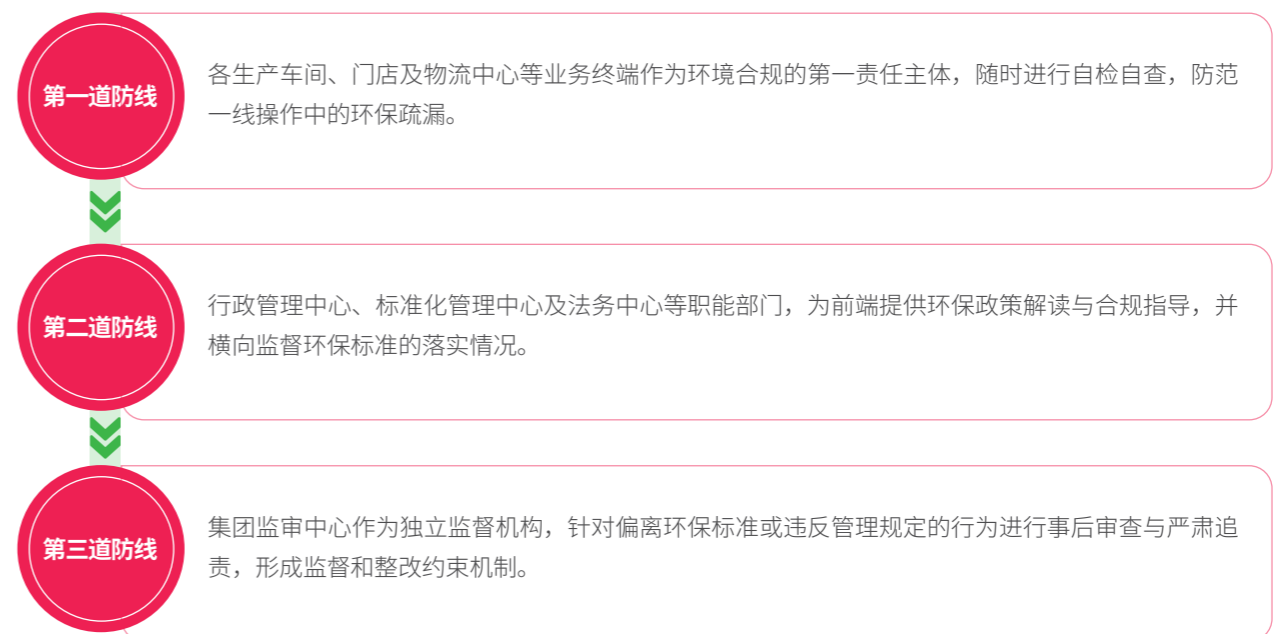 第一道防线
各生产车间、门店及物流中心等业务终端作为环境合规的第一责任主体，随时进行自检自查，防范
一线操作中的环保疏漏。
第二道防线
行政管理中心、标准化管理中心及法务中心等职能部门，为前端提供环保政策解读与合规指导，并
横向监督环保标准的落实情况。
第三道防线
集团监审中心作为独立监督机构，针对偏离环保标准或违反管理规定的行为进行事后审查与严肃追
责，形成监督和整改约束机制。